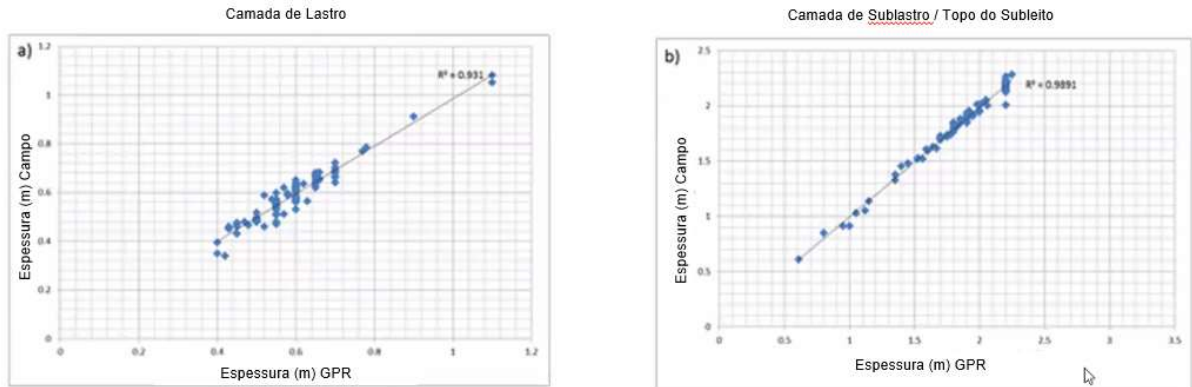 Camada de Lastro
a)
1.2
1
0.8
0.6
0.4
0.2
0
0 0.2 0.4 0.6 0.8 1 1.2
R² = 0.931
Espessura (m) Campo
Espessura (m) GPR
Camada de Sublastro / Topo do Subleito
b)
2.5
2
1.5
1
0.5
0
0 0.5 1 1.5 2 2.5 3 3.5
R² = 0.9891
Espessura (m) Campo
Espessura (m) GPR